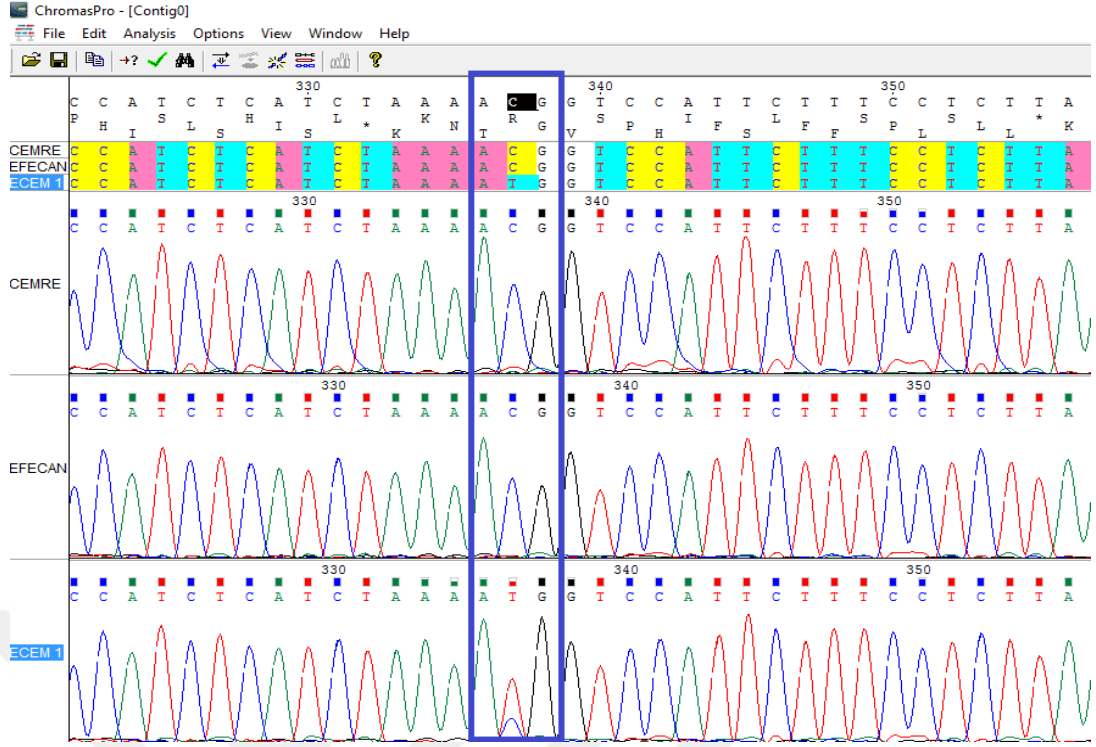 ChromasPro - [Contig0]
File Edit Analysis Options View Window Help
330 340 350
C C A T C T C A T C T A A A A C G G T C C A T T C T T T C C T C T T A
P S H L K R S I L S S *
H L I * N G P F F P L K
I S S K T V H S F L L
CEMRE C C A T C T C A T C T A A A A C G G T C C A T T C T T T C C T C T T A
EFECAN C C A T C T C A T C T A A A A C G G T C C A T T C T T T C C T C T T A
ECEM 1 C C A T C T C A T C T A A A A T G G T C C A T T C T T T C C T C T T A
330 340 350
C C A T C T C A T C T A A A A C G G T C C A T T C T T T C C T C T T A
CEMRE
330 340 350
C C A T C T C A T C T A A A A C G G T C C A T T C T T T C C T C T T A
EFECAN
330 340 350
C C A T C T C A T C T A A A A T G G T C C A T T C T T T C C T C T T A
ECEM 1